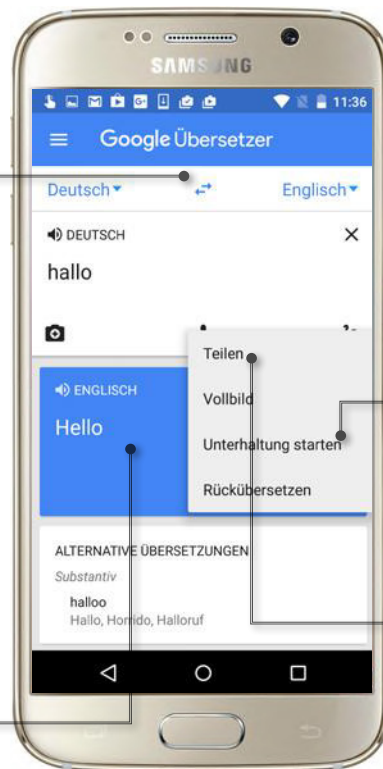 SAMSUNG
11:36
Google Übersetzer
Deutsch
Englisch
DEUTSCH
hallo
Teilen
ENGLISCH
Vollbild
Hello
Unterhaltung starten
Rückübersetzen
ALTERNATIVE ÜBERSETZUNGEN
Substantiv
halloo
Hallo, Horrido, Halloruf